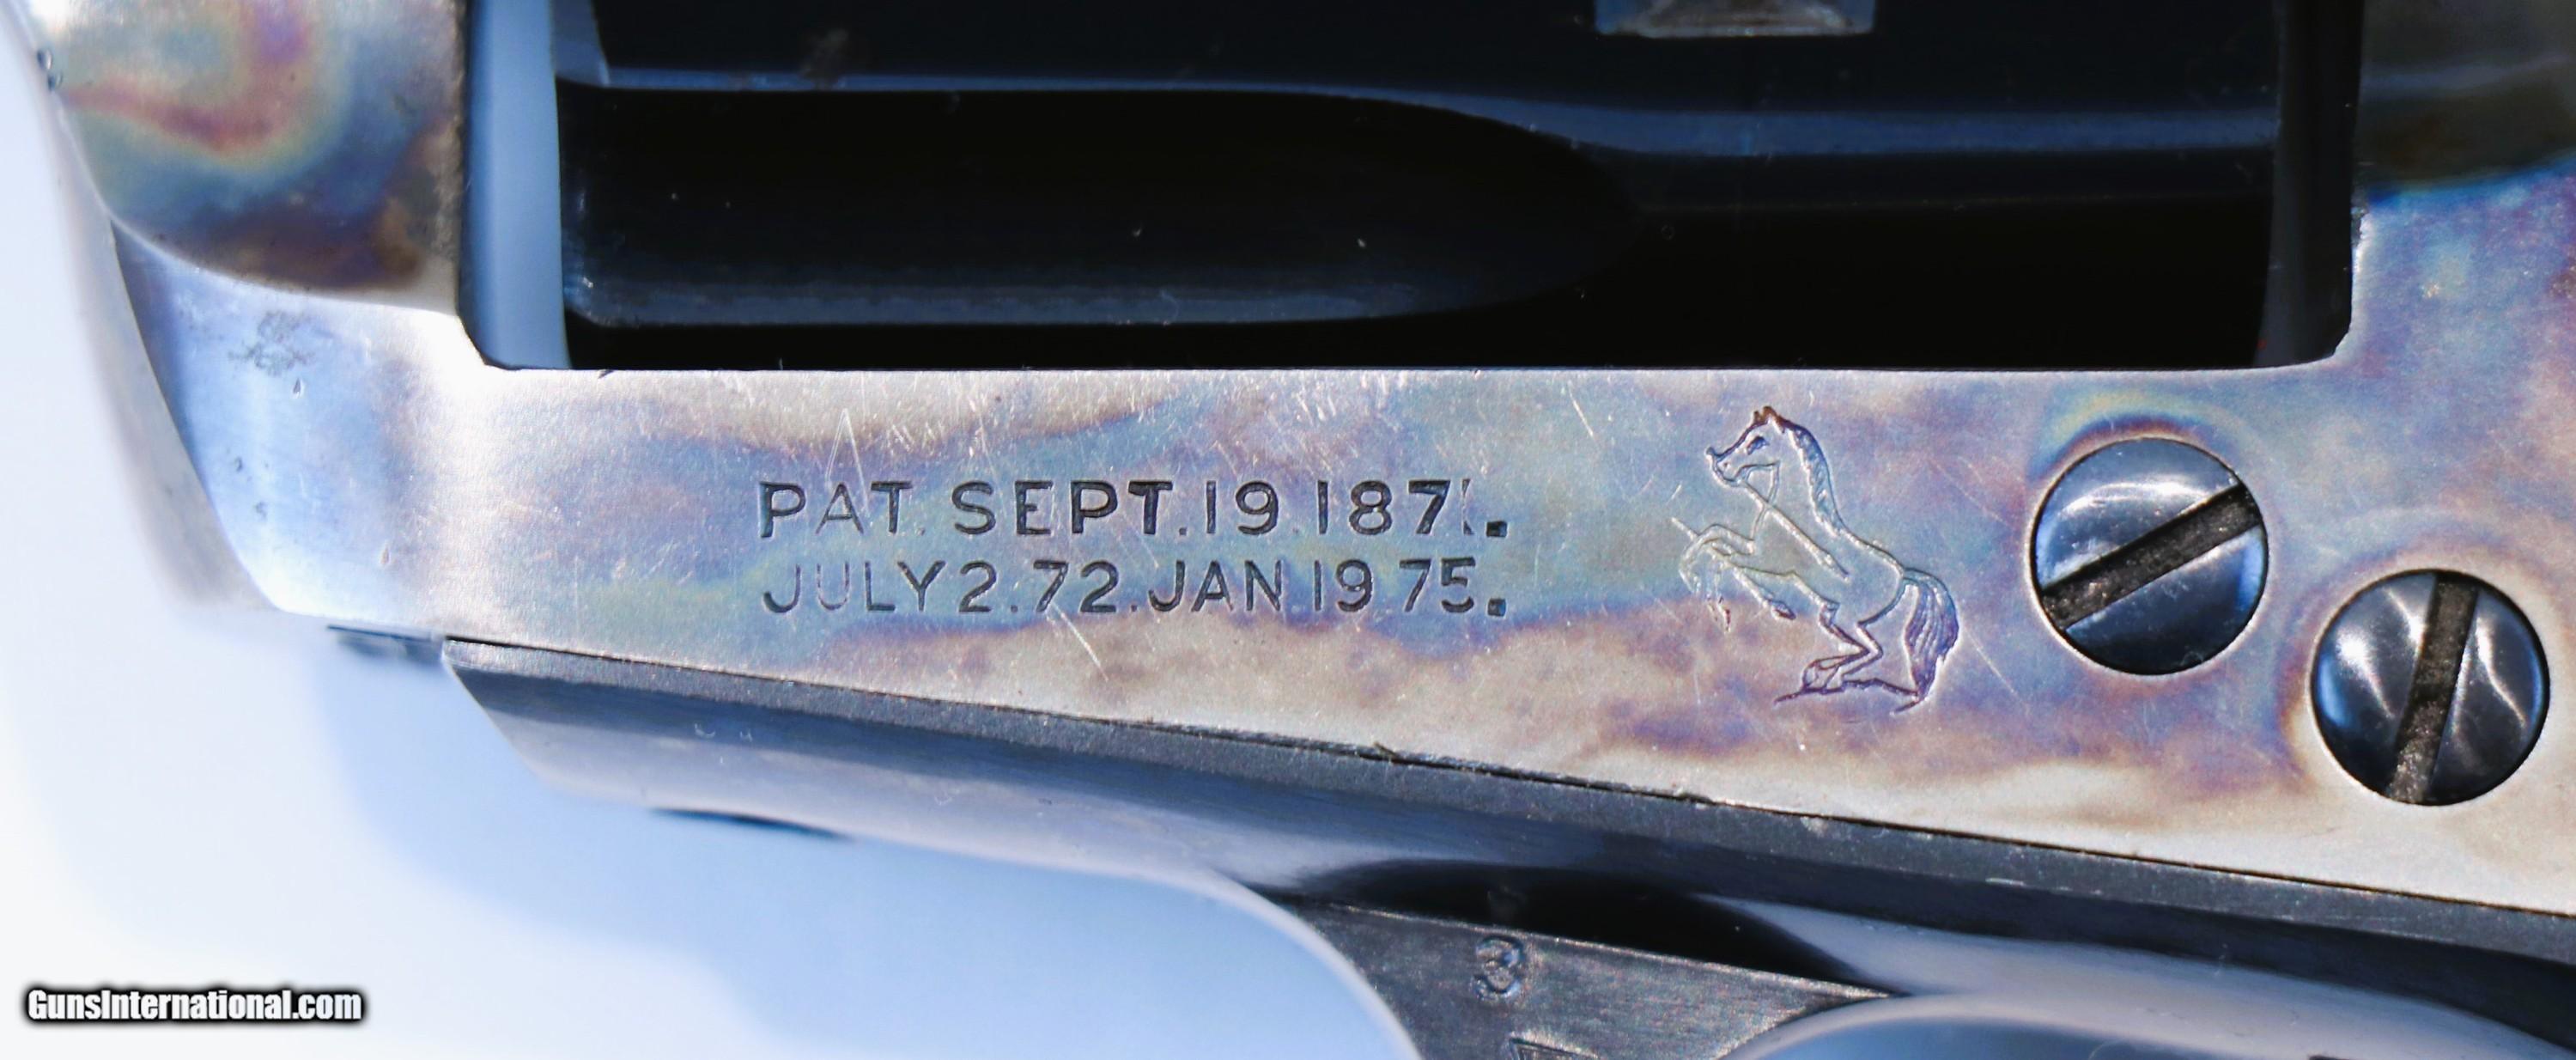 PAT. SEPT. 19. 1871.
JULY 2. 72. JAN 19 75.
3
GunsInternational.com